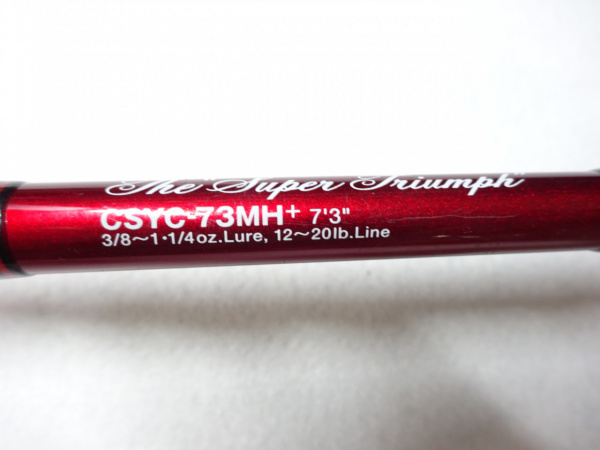 The "Super Triumph"
CSYC-73MH+ 7'3"
3/8～1·1/4oz.Lure, 12～20lb.Line